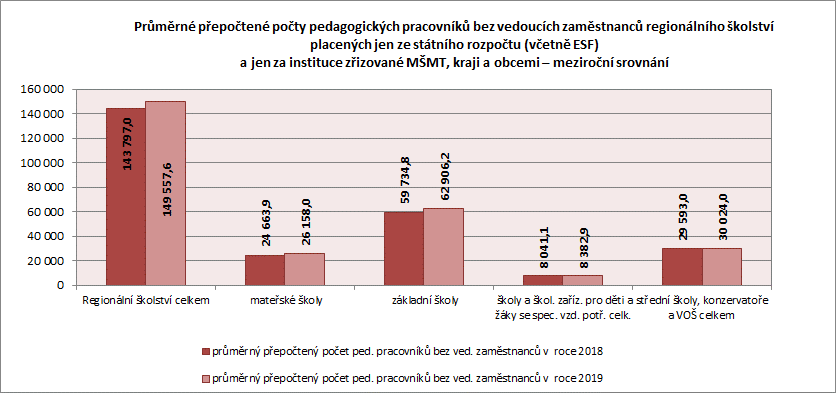 Průměrné přepočtené počty pedagogických pracovníků bez vedoucích zaměstnanců regionálního školství
placených jen ze státního rozpočtu (včetně ESF)
a jen za instituce zřizované MŠMT, kraji a obcemi – meziroční srovnání
160 000
140 000
120 000
100 000
80 000
60 000
40 000
20 000
0
143 797,0
149 557,6
24 663,9
26 158,0
59 734,8
62 906,2
8 041,1
8 382,9
29 593,0
30 024,0
Regionální školství celkem
mateřské školy
základní školy
školy a škol. zaříz. pro děti a
žáky se spec. vzd. potř. celk.
střední školy, konzervatoře
a VOŠ celkem
průměrný přepočtený počet ped. pracovníků bez ved. zaměstnanců v roce 2018
průměrný přepočtený počet ped. pracovníků bez ved. zaměstnanců v roce 2019